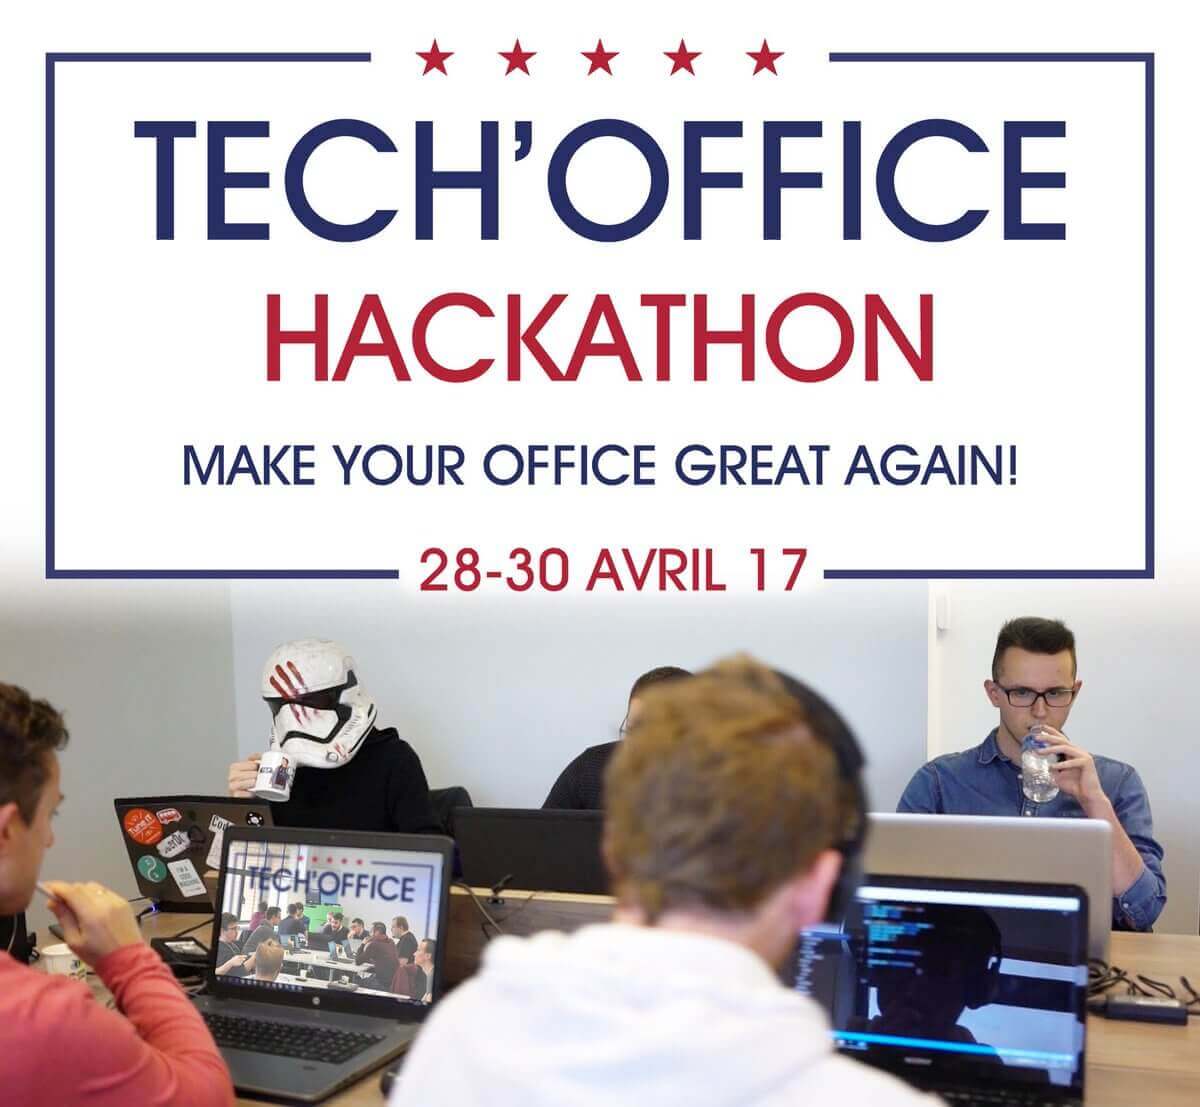 TECH'OFFICE
HACKATHON
MAKE YOUR OFFICE GREAT AGAIN!
28-30 AVRIL 17
TECH'OFFICE